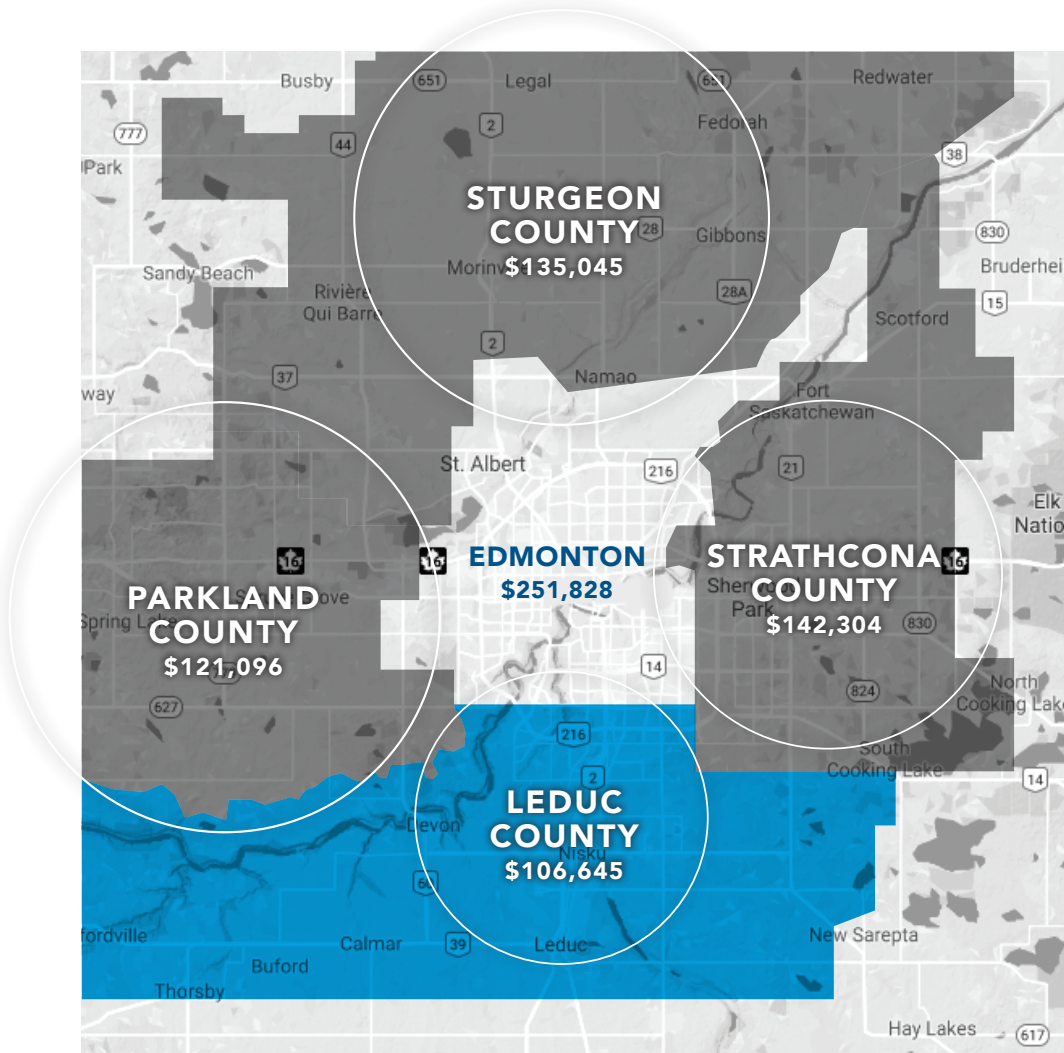 Busby
651
Legal
651
Redwater
777
2
Fedorah
44
38
Park
STURGEON
COUNTY
$135,045
28
Gibbons
830
Sandy Beach
Morinv
Bruderhei
Rivière
Qui Barre
28A
15
Scotford
2
37
Namao
way
Fort
Saskatchewan
St. Albert
216
21
Elk
Natio
16
16
EDMONTON
$251,828
STRATHCONA
COUNTY
$142,304
16
Sherwood
Park
PARKLAND
COUNTY
$121,096
ove
Spring Lake
830
14
627
824
North
Cooking Lake
216
South
Cooking Lake
2
14
LEDUC
COUNTY
$106,645
Devon
Nisku
60
fordville
Calmar
39
Leduc
New Sarepta
Buford
Thorsby
Hay Lakes
617